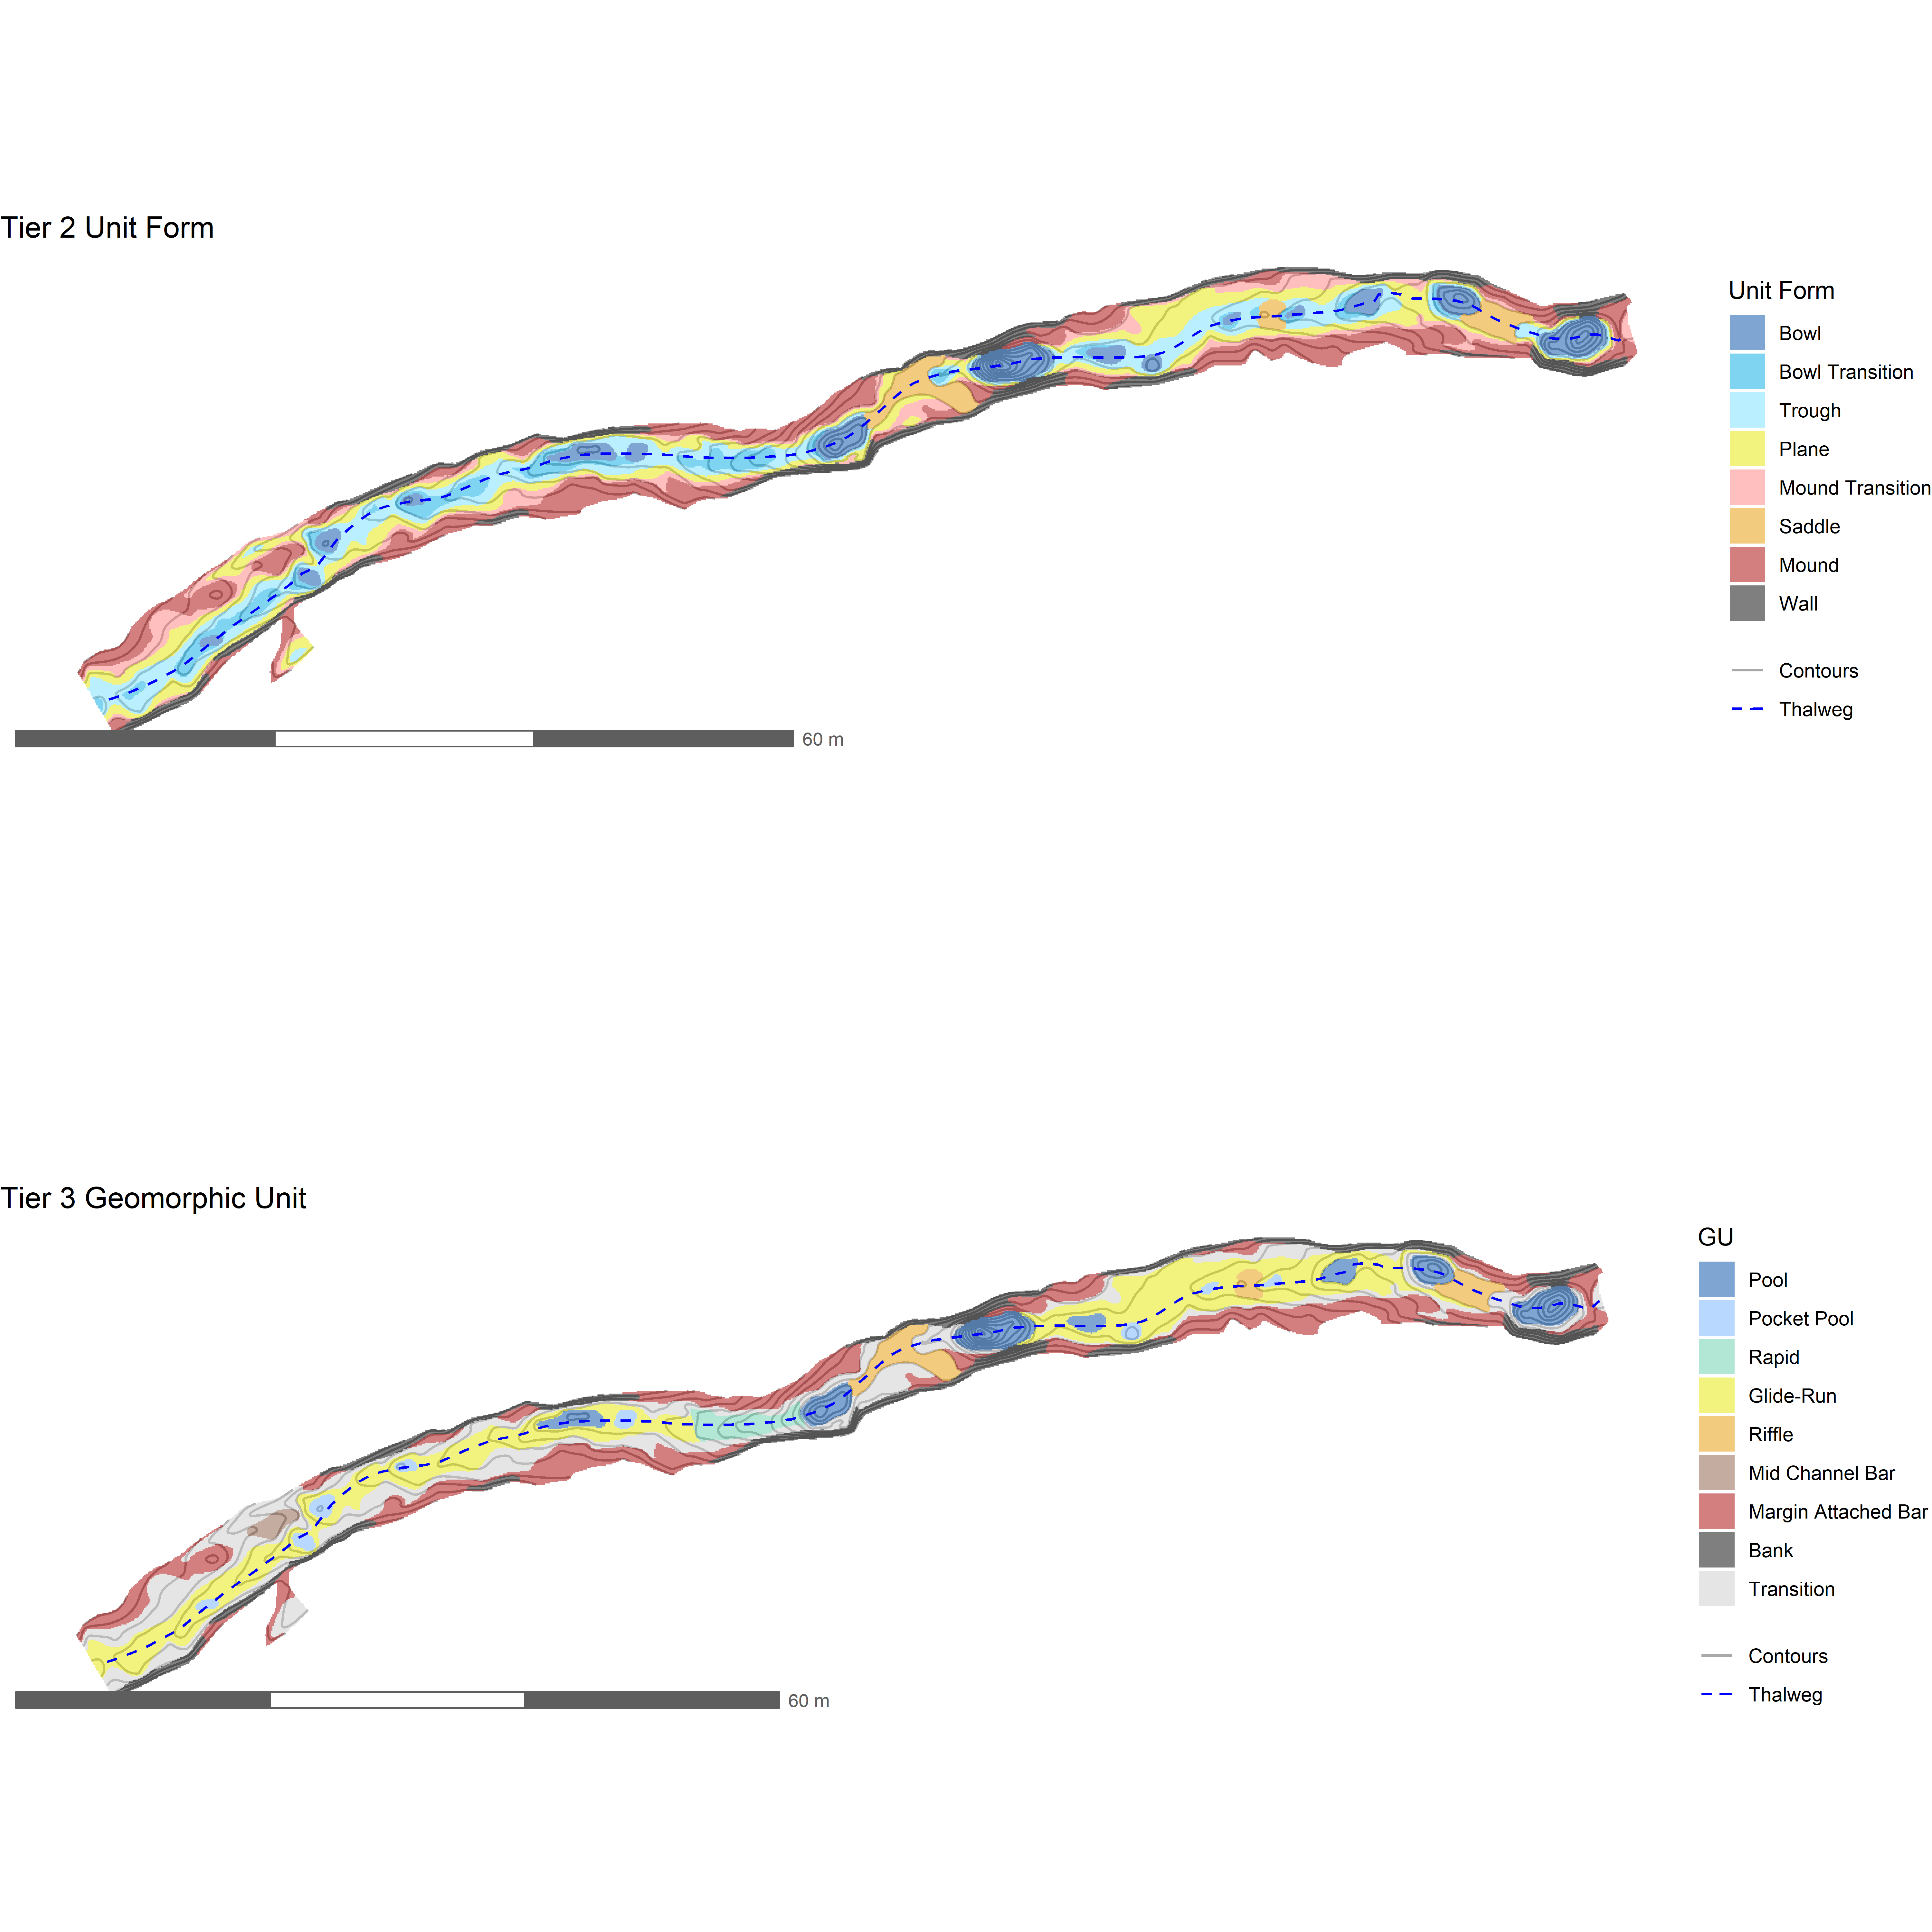 Tier 2 Unit Form
Unit Form
Bowl
Bowl Transition
Trough
Plane
Mound Transition
Saddle
Mound
Wall
Contours
Thalweg
60 m
Tier 3 Geomorphic Unit
GU
Pool
Pocket Pool
Rapid
Glide-Run
Riffle
Mid Channel Bar
Margin Attached Bar
Bank
Transition
Contours
Thalweg
60 m